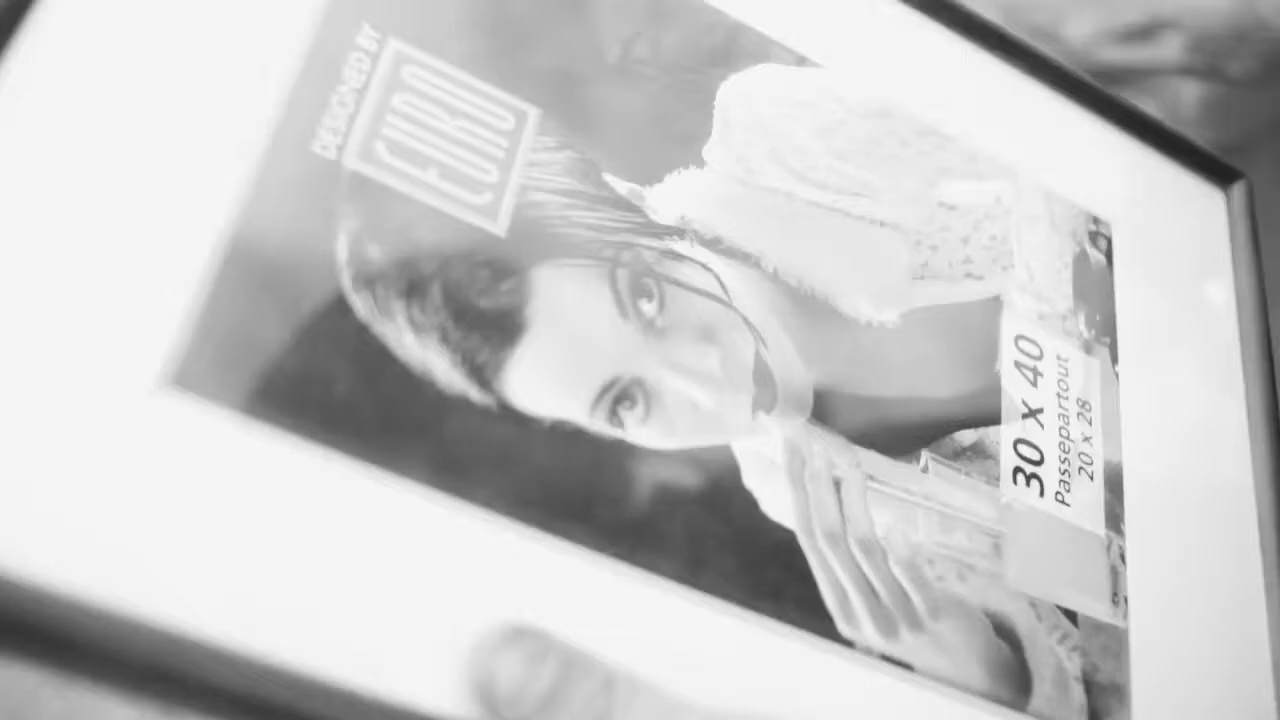 DESIGNED BY
EURO
30 x 40
Passepartout
20 x 28